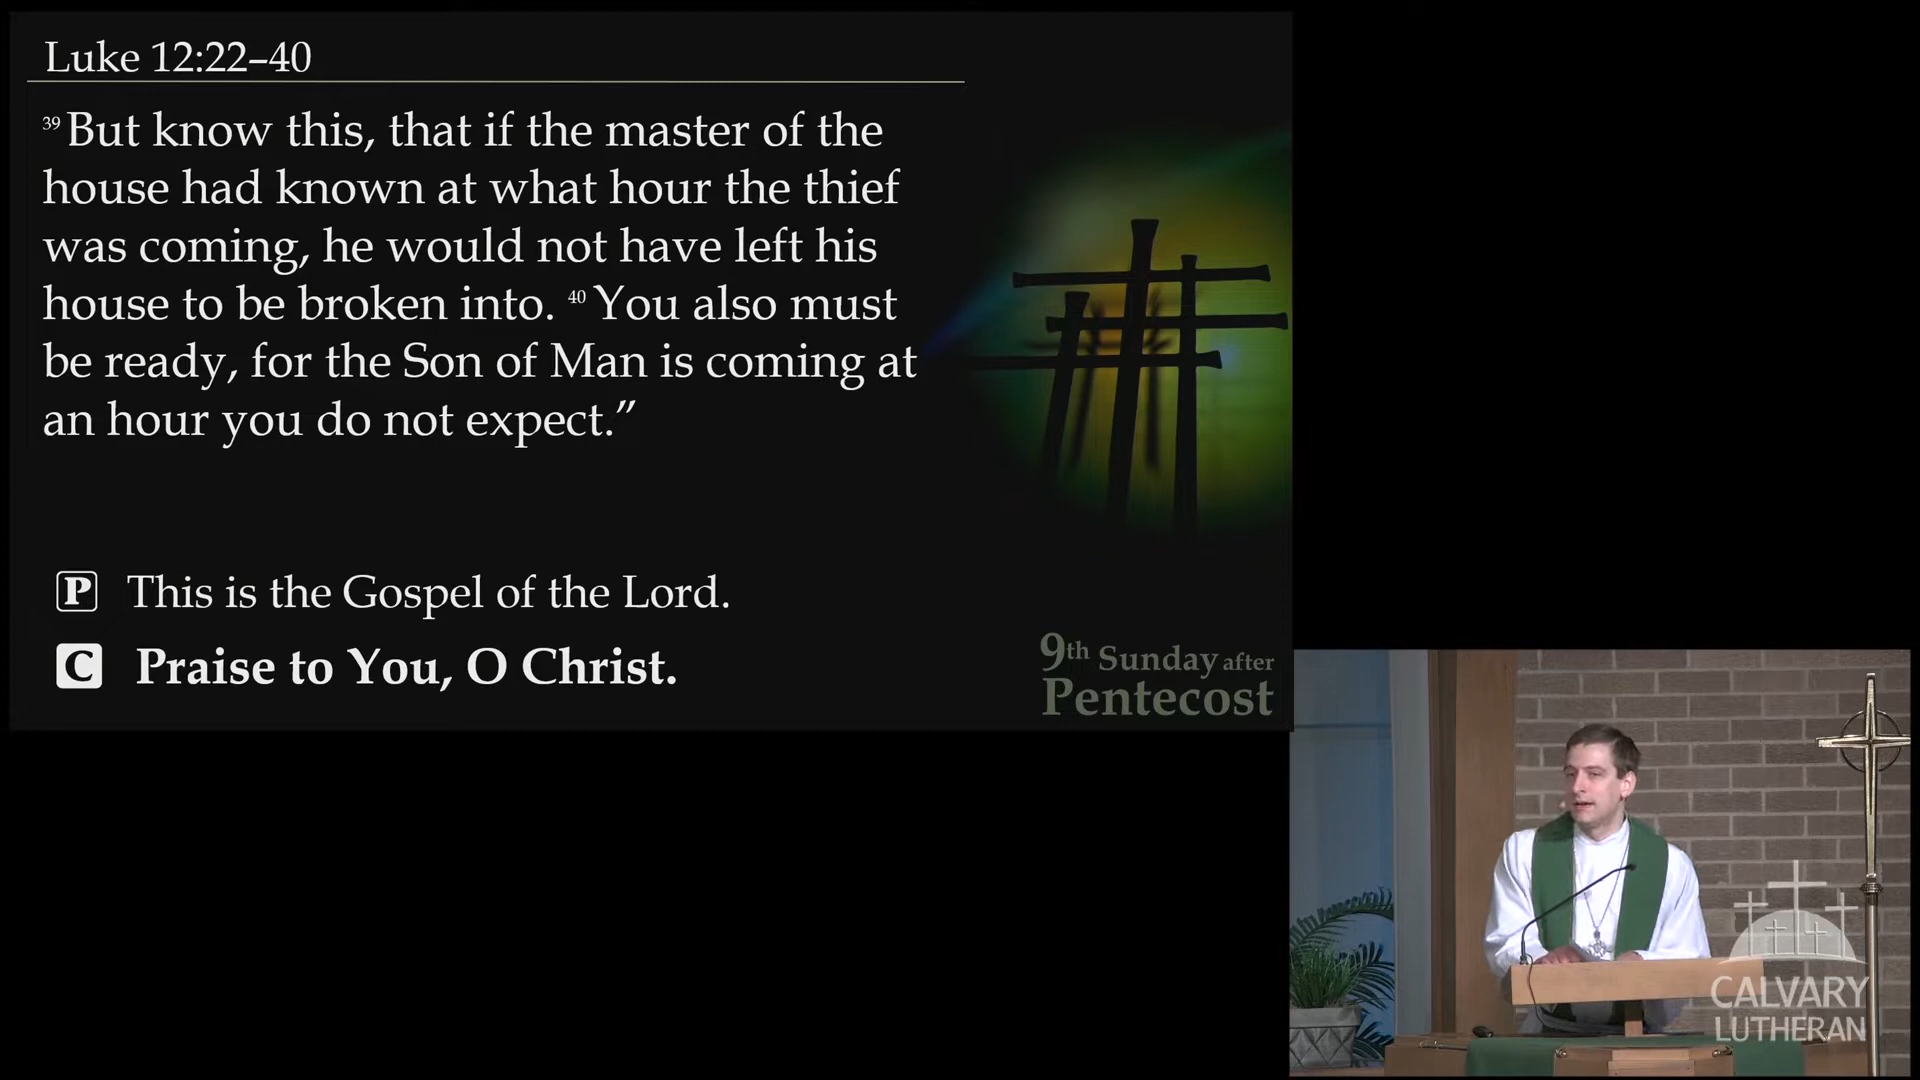 Luke 12:22–40
39 But know this, that if the master of the
house had known at what hour the thief
was coming, he would not have left his
house to be broken into. 40 You also must
be ready, for the Son of Man is coming at
an hour you do not expect.”
P This is the Gospel of the Lord.
C Praise to You, O Christ.
9th Sunday after
Pentecost
CALVARY
LUTHERAN